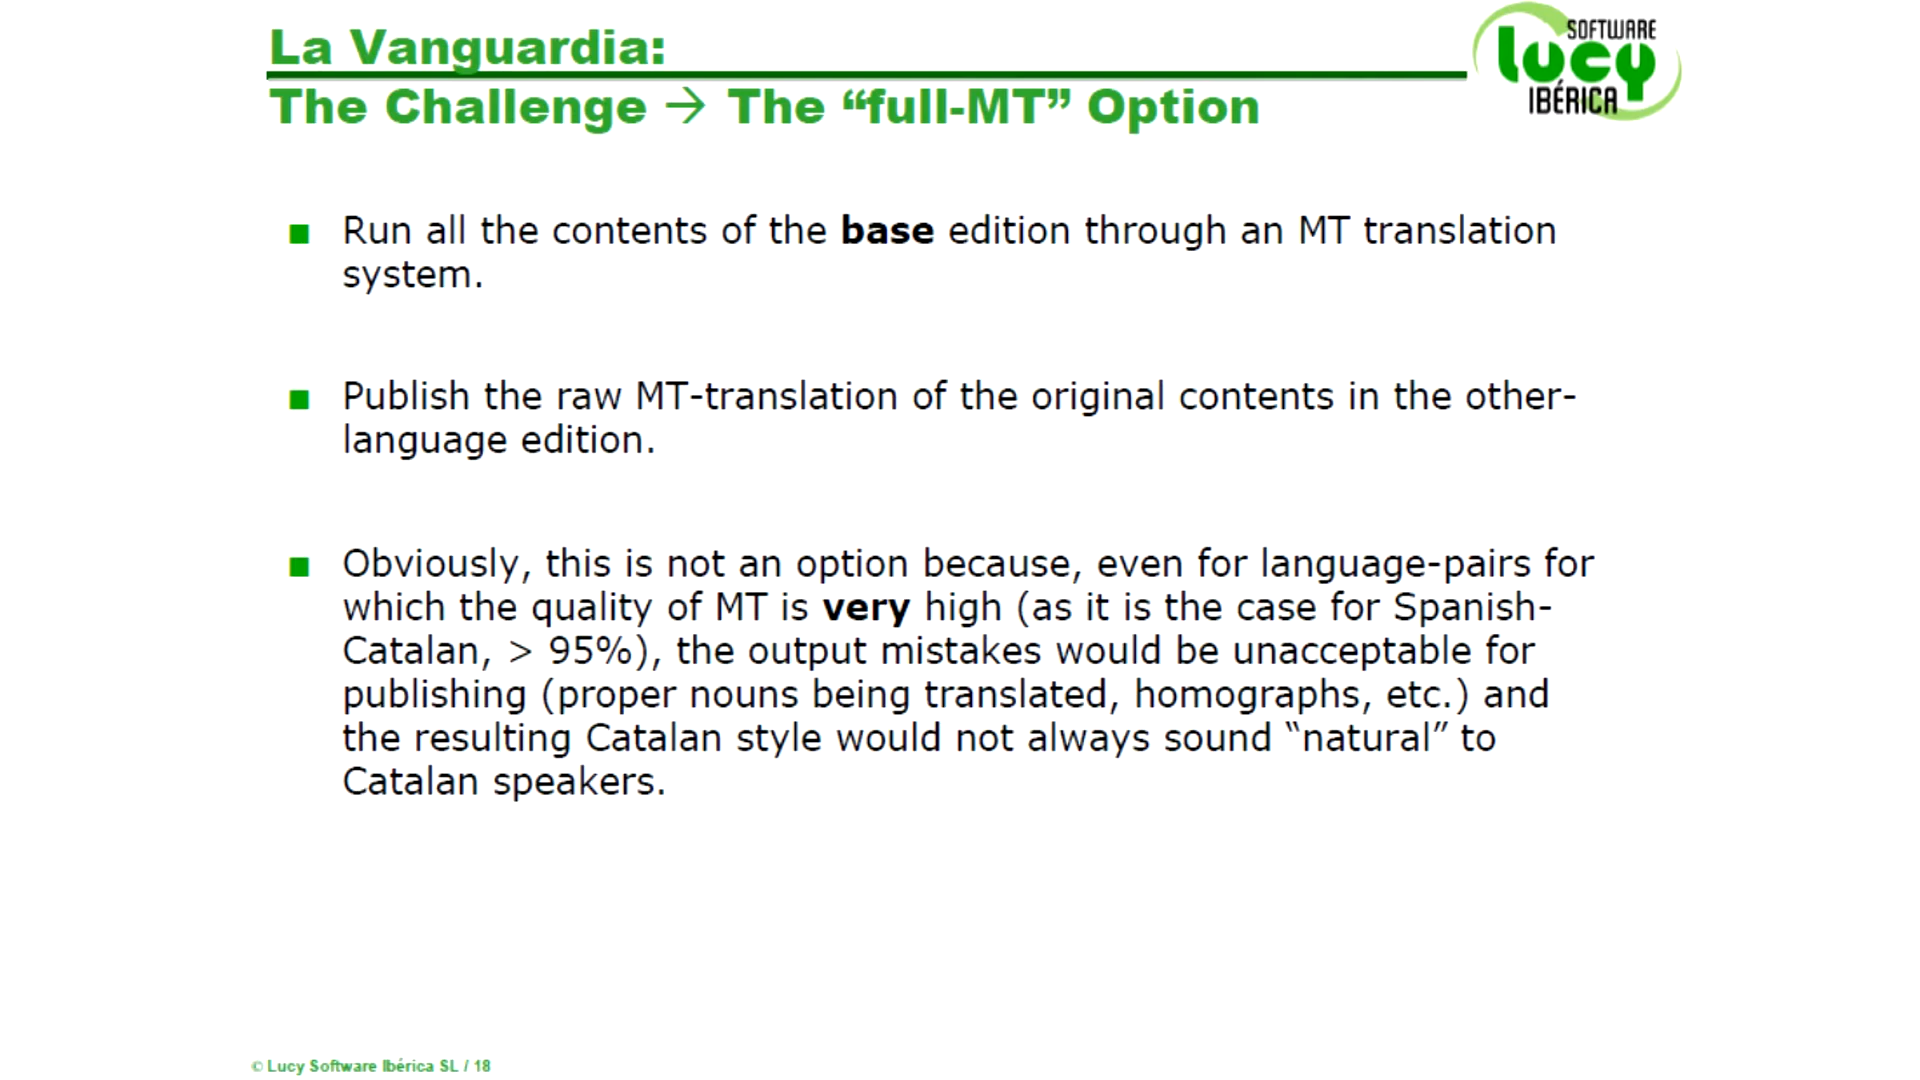 La Vanguardia:
The Challenge → The “full-MT” Option
SOFTWARE
Lucy
IBÉRICA
■ Run all the contents of the base edition through an MT translation
system.
■ Publish the raw MT-translation of the original contents in the other-
language edition.
■ Obviously, this is not an option because, even for language-pairs for
which the quality of MT is very high (as it is the case for Spanish-
Catalan, > 95%), the output mistakes would be unacceptable for
publishing (proper nouns being translated, homographs, etc.) and
the resulting Catalan style would not always sound “natural” to
Catalan speakers.
© Lucy Software Ibérica SL / 18